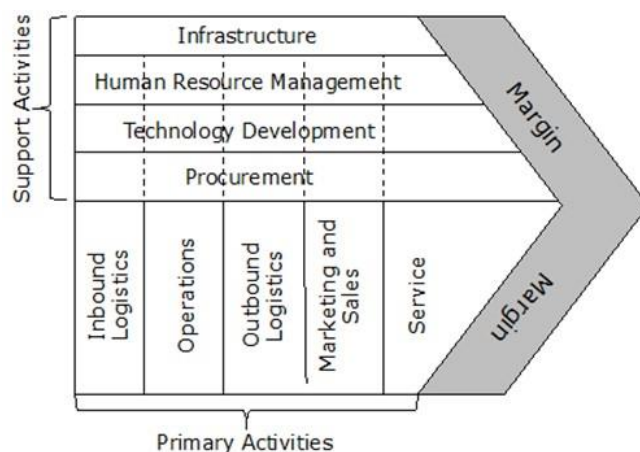 Support Activities
Infrastructure
Human Resource Management
Technology Development
Procurement
Margin
Inbound
Logistics
Operations
Outbound
Logistics
Marketing and
Sales
Service
Margin
Primary Activities